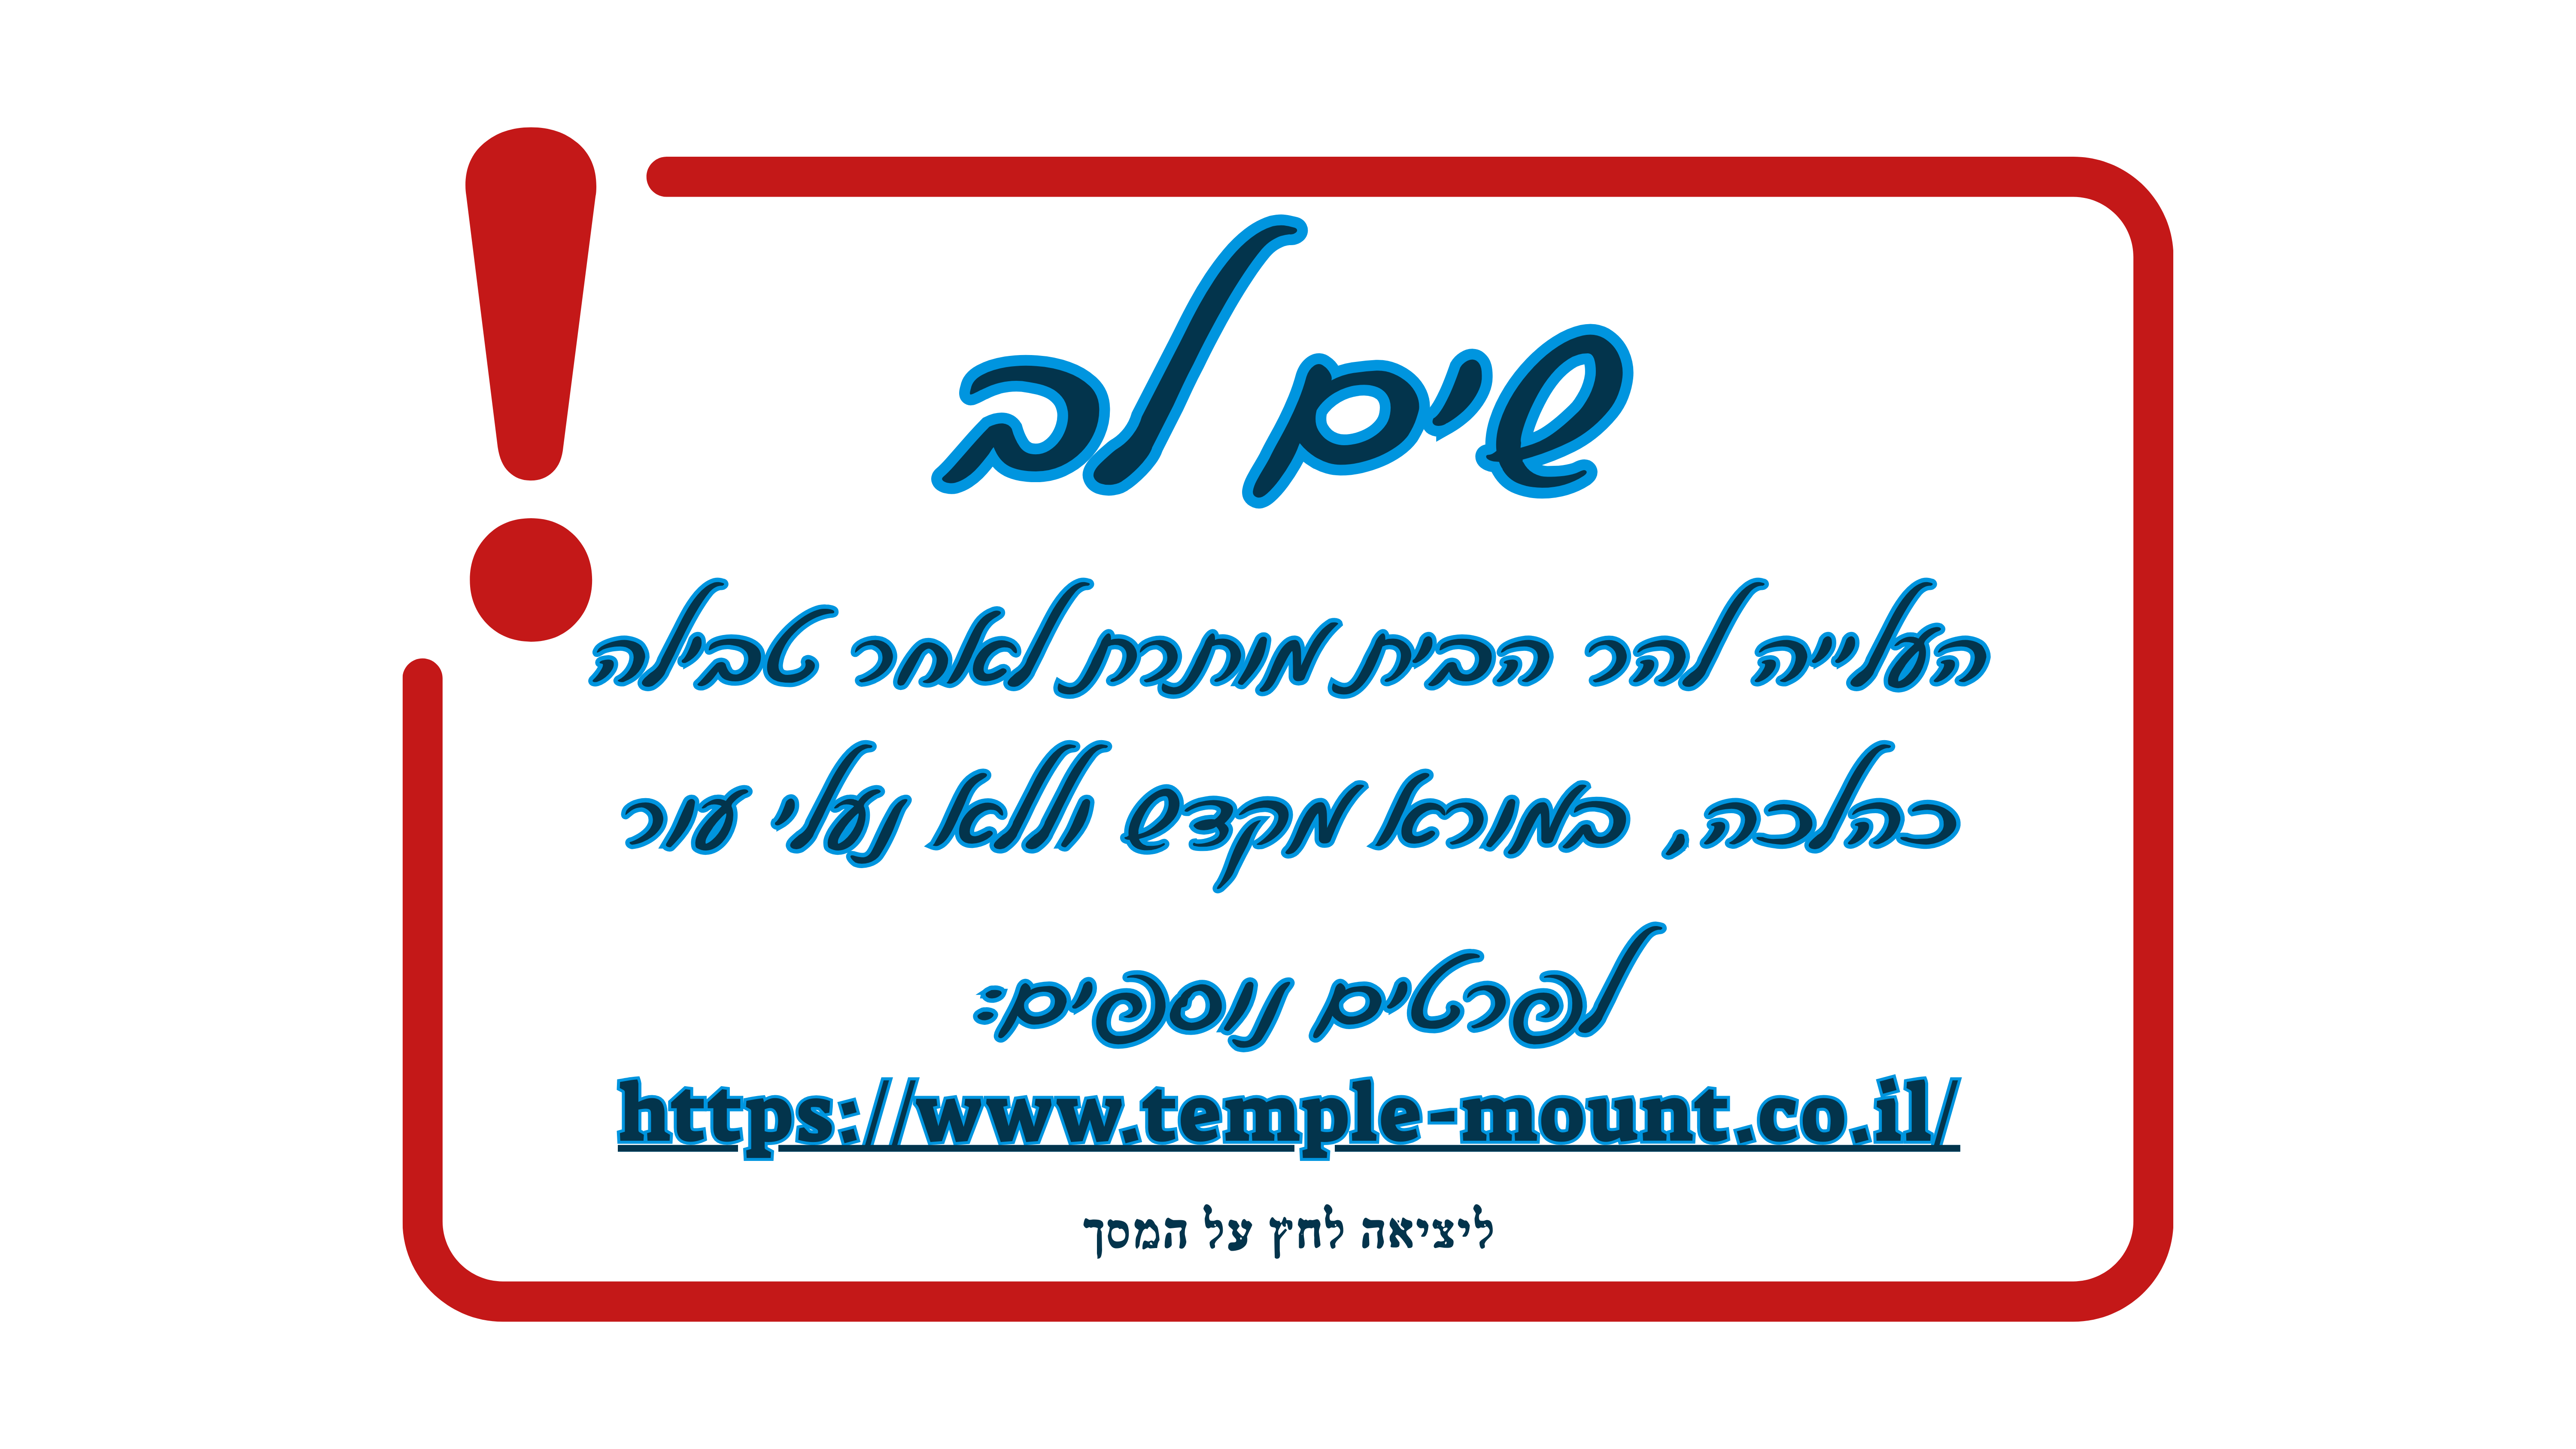 שים לב
העלייה להר הבית מותרת לאחר טבילה
כהלכה, במורא מקדש וללא נעלי עור
לפרטים נוספים:
https://www.temple-mount.co.il/
ליציאה לחץ על המסך